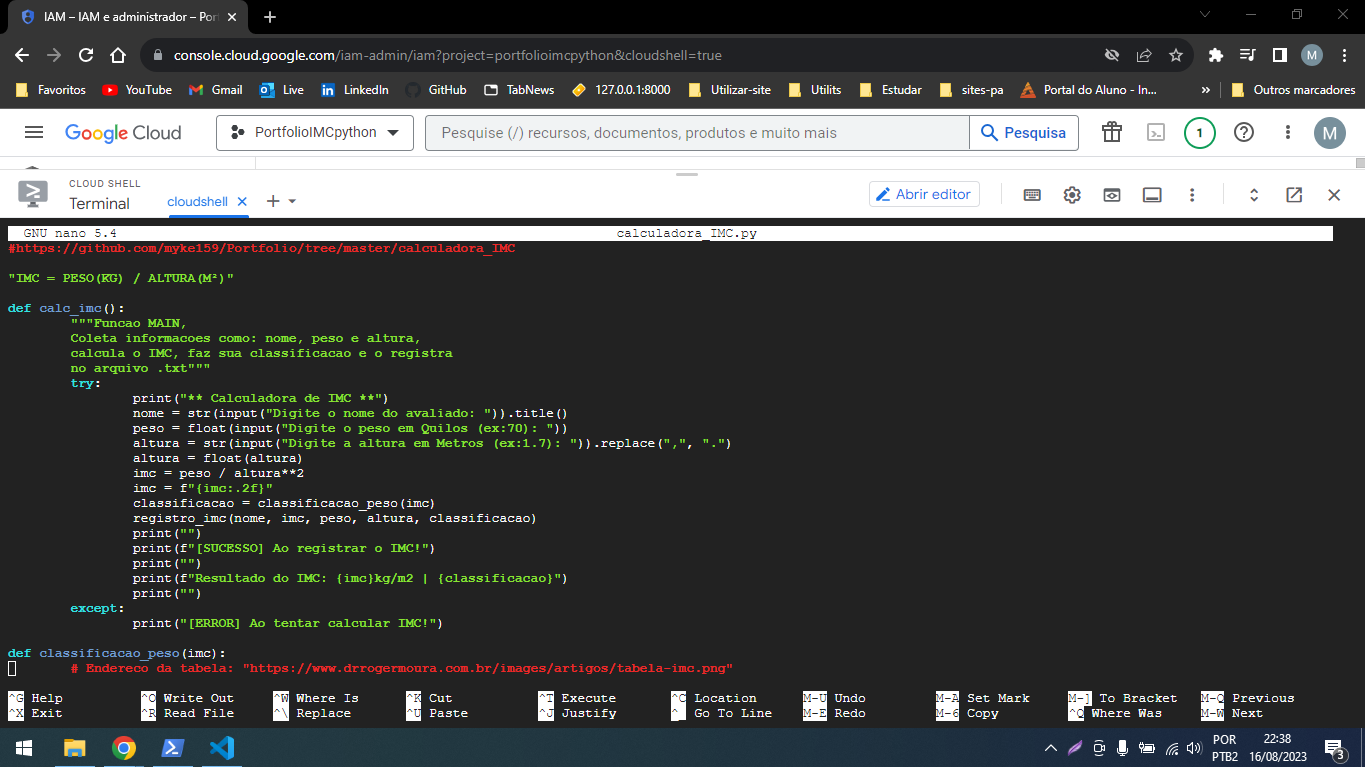 IAM – IAM e administrador – Por
console.cloud.google.com/iam-admin/iam?project=portfolioimcpython&cloudshell=true
M
Favoritos YouTube Gmail Live LinkedIn GitHub TabNews 127.0.0.1:8000 Utilizar-site Utilits Estudar sites-pa Portal do Aluno - In... » Outros marcadores
Google Cloud PortfolioIMCpython Pesquise (/) recursos, documentos, produtos e muito mais Pesquisa 1 M
CLOUD SHELL
Terminal cloudshell Abrir editor
GNU nano 5.4 calculadora_IMC.py
#https://github.com/myke159/Portfolio/tree/master/calculadora_IMC
"IMC = PESO(KG) / ALTURA(M²)"
def calc_imc():
"""Funcao MAIN,
Coleta informacoes como: nome, peso e altura,
calcula o IMC, faz sua classificacao e o registra
no arquivo .txt"""
try:
print("** Calculadora de IMC **")
nome = str(input("Digite o nome do avaliado: ")).title()
peso = float(input("Digite o peso em Quilos (ex:70): "))
altura = str(input("Digite a altura em Metros (ex:1.7): ")).replace(",", ".")
altura = float(altura)
imc = peso / altura**2
imc = f"{imc:.2f}"
classificacao = classificacao_peso(imc)
registro_imc(nome, imc, peso, altura, classificacao)
print("")
print(f"[SUCESSO] Ao registrar o IMC!")
print("")
print(f"Resultado do IMC: {imc}kg/m2 | {classificacao}")
print("")
except:
print("[ERROR] Ao tentar calcular IMC!")
def classificacao_peso(imc):
# Endereco da tabela: "https://www.drrogermoura.com.br/images/artigos/tabela-imc.png"
^G Help ^O Write Out ^W Where Is ^K Cut ^T Execute ^C Location M-U Undo M-A Set Mark M-] To Bracket M-Q Previous
^X Exit ^R Read File ^\ Replace ^U Paste ^J Justify ^_ Go To Line M-E Redo M-6 Copy ^Q Where Was M-W Next
POR 22:38
PTB2 16/08/2023 3